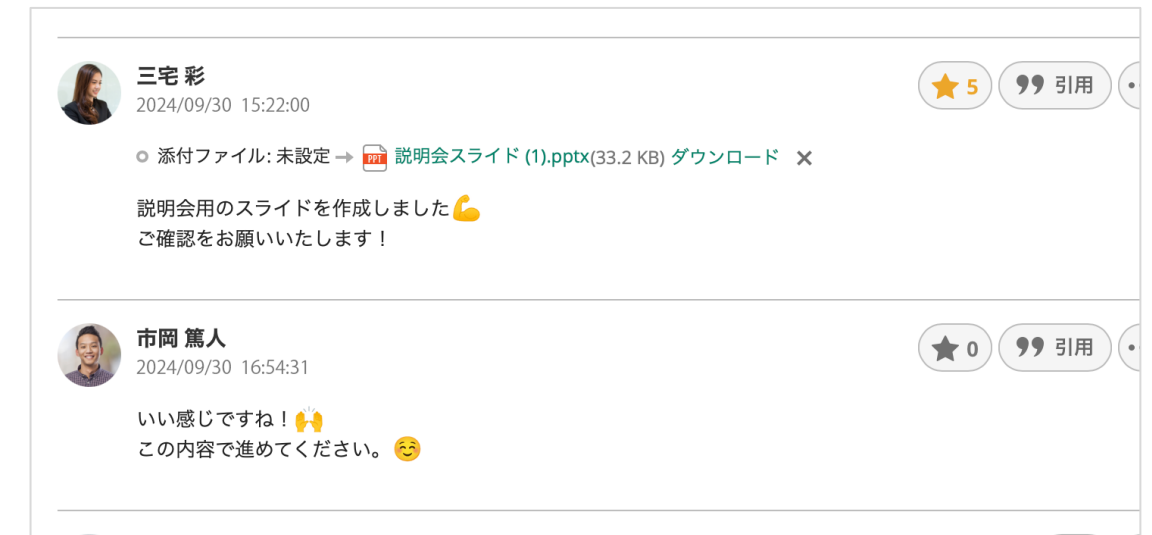 三宅 彩
2024/09/30 15:22:00
5
引用
添付ファイル: 未設定 → PPT 説明会スライド (1).pptx(33.2 KB) ダウンロード ×
説明会用のスライドを作成しました💪
ご確認をお願いいたします！
市岡 篤人
2024/09/30 16:54:31
0
引用
いい感じですね！🙌
この内容で進めてください。☺️